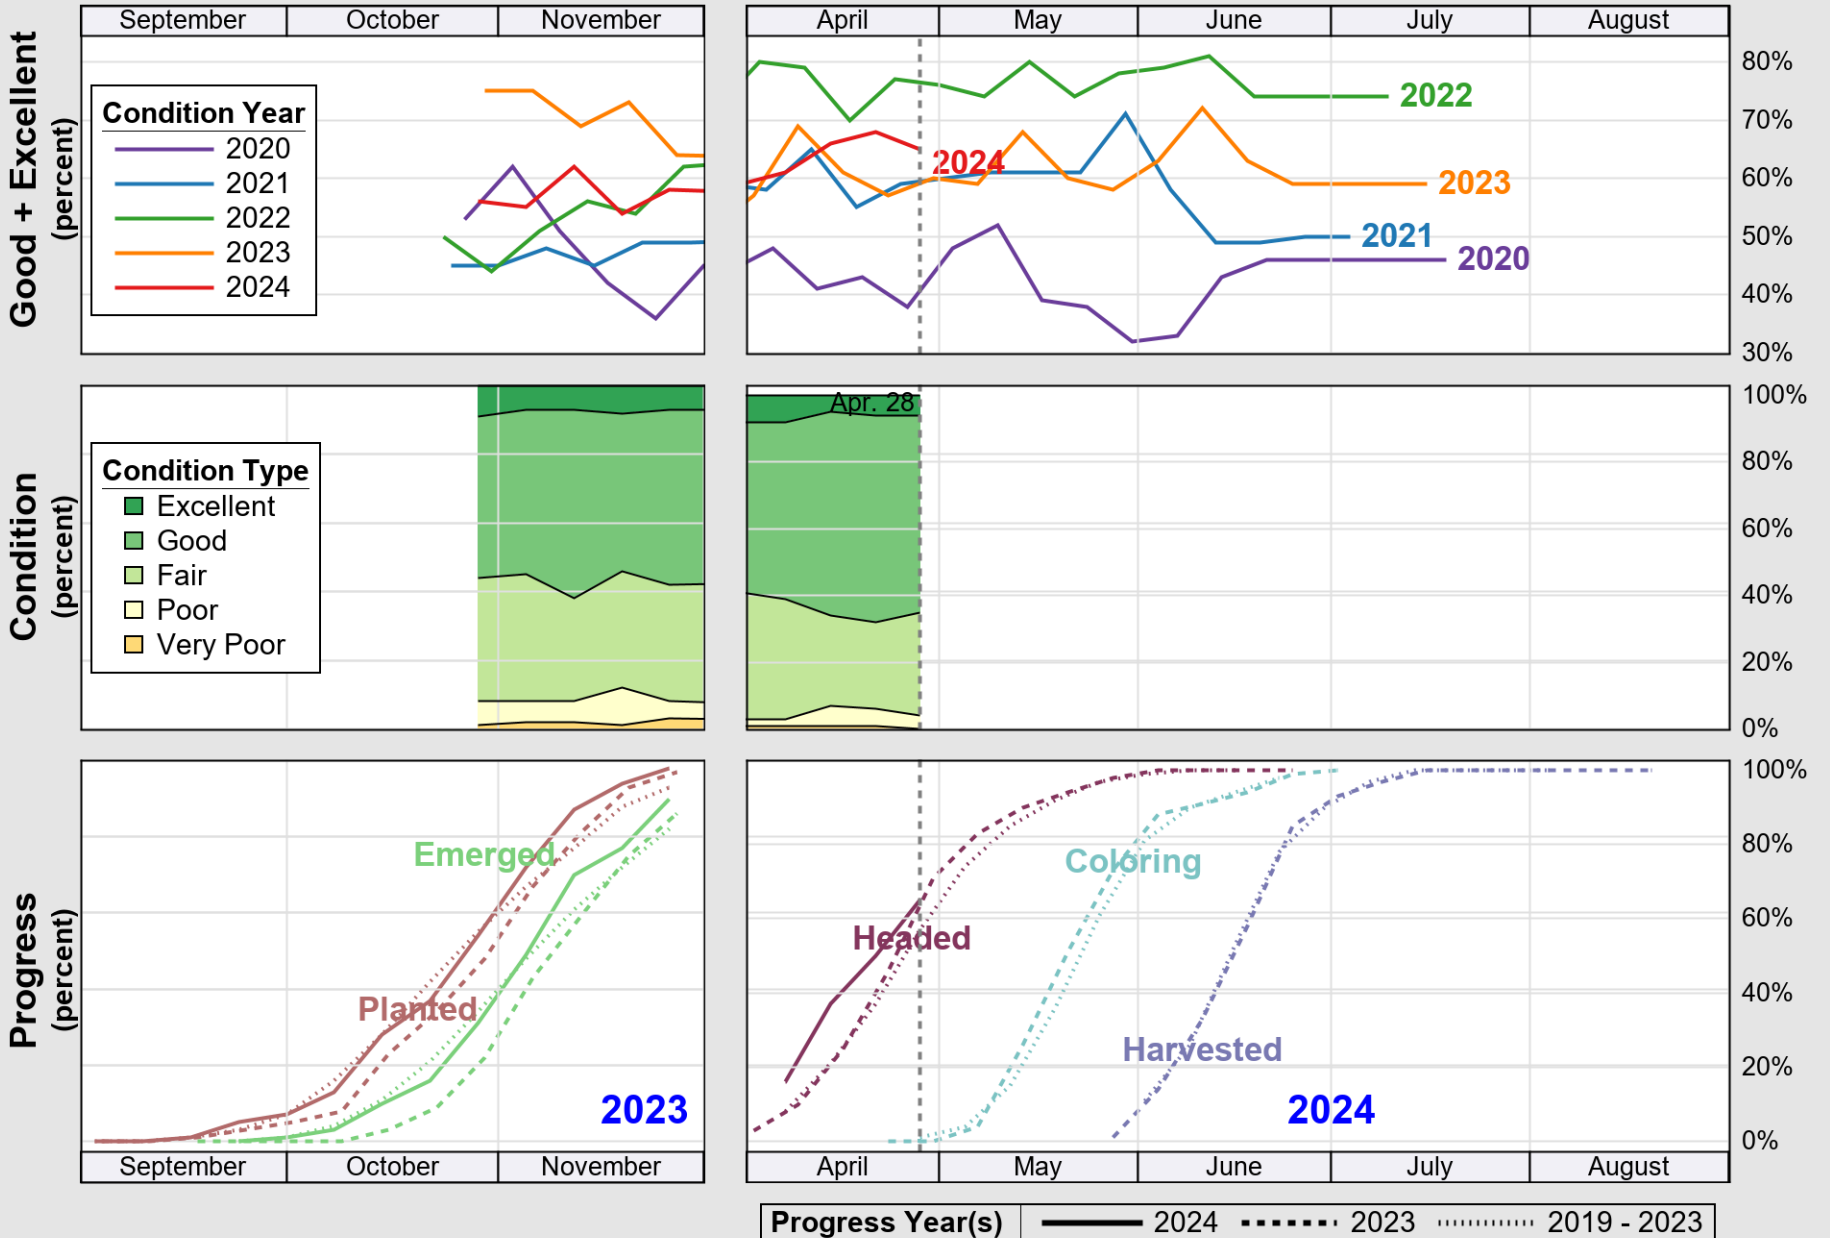 September October November April May June July August
Good + Excellent
(percent)
Condition Year
2020
2021
2022
2023
2024
2022
2024
2023
2021
2020
80%
70%
60%
50%
40%
30%
Condition
(percent)
Condition Type
Excellent
Good
Fair
Poor
Very Poor
Apr. 28
100%
80%
60%
40%
20%
0%
Progress
(percent)
Emerged
Planted
2023
Coloring
Headed
Harvested
2024
100%
80%
60%
40%
20%
0%
September October November April May June July August
Progress Year(s) 2024 2023 2019 - 2023